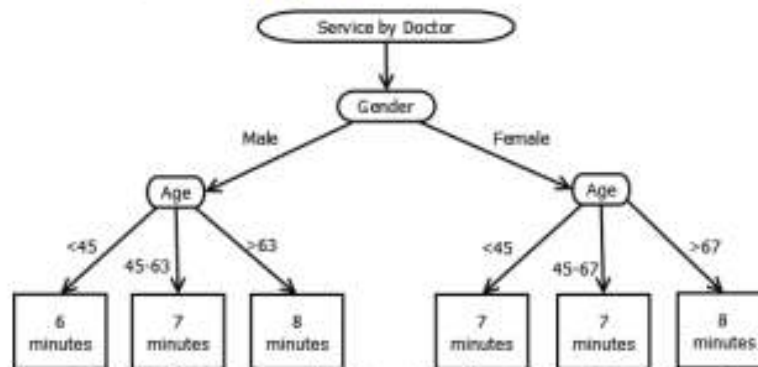 Service by Doctor
Gender
Male
Female
Age
Age
<45
45-63
>63
<45
45-67
>67
6
minutes
7
minutes
8
minutes
7
minutes
7
minutes
8
minutes